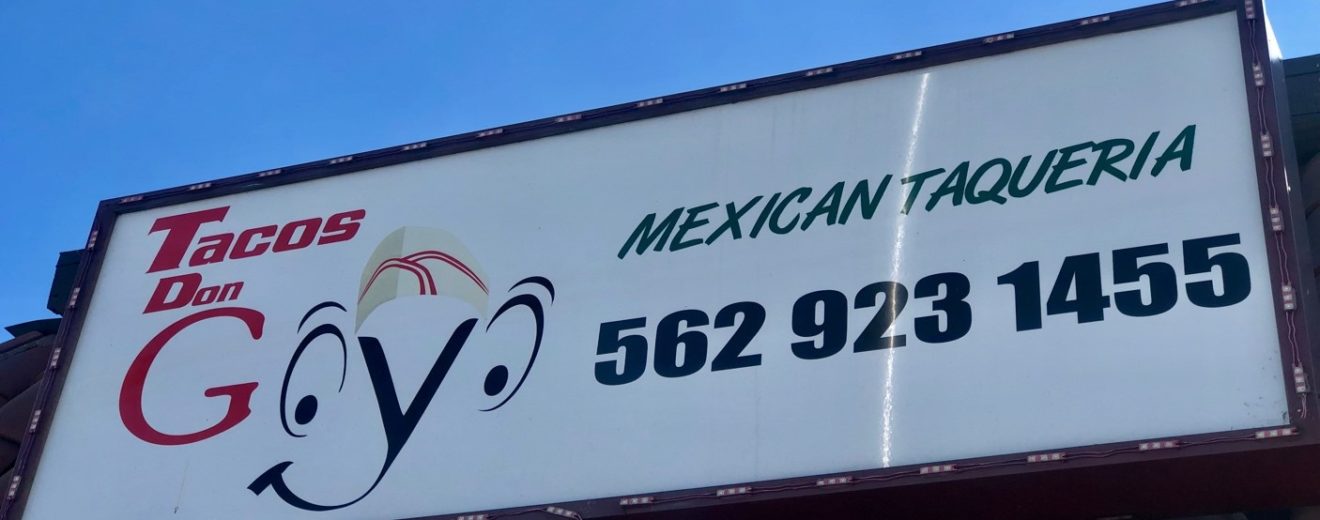 Tacos
Don
Goyo
MEXICAN TAQUERIA
562 923 1455